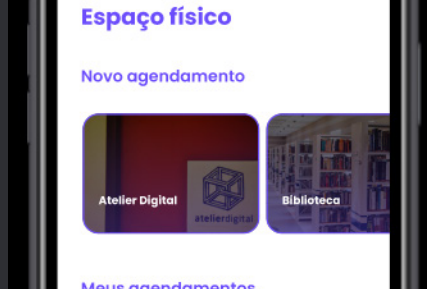 Espaço físico
Novo agendamento
Atelier Digital
atelierdigital
Biblioteca
Meus agendamentos